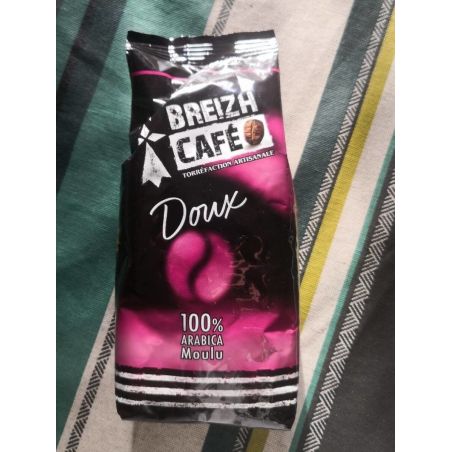 BREIZH
CAFÉ
TORRÉFACTION ARTISANALE
Doux
100%
ARABICA
Moulu